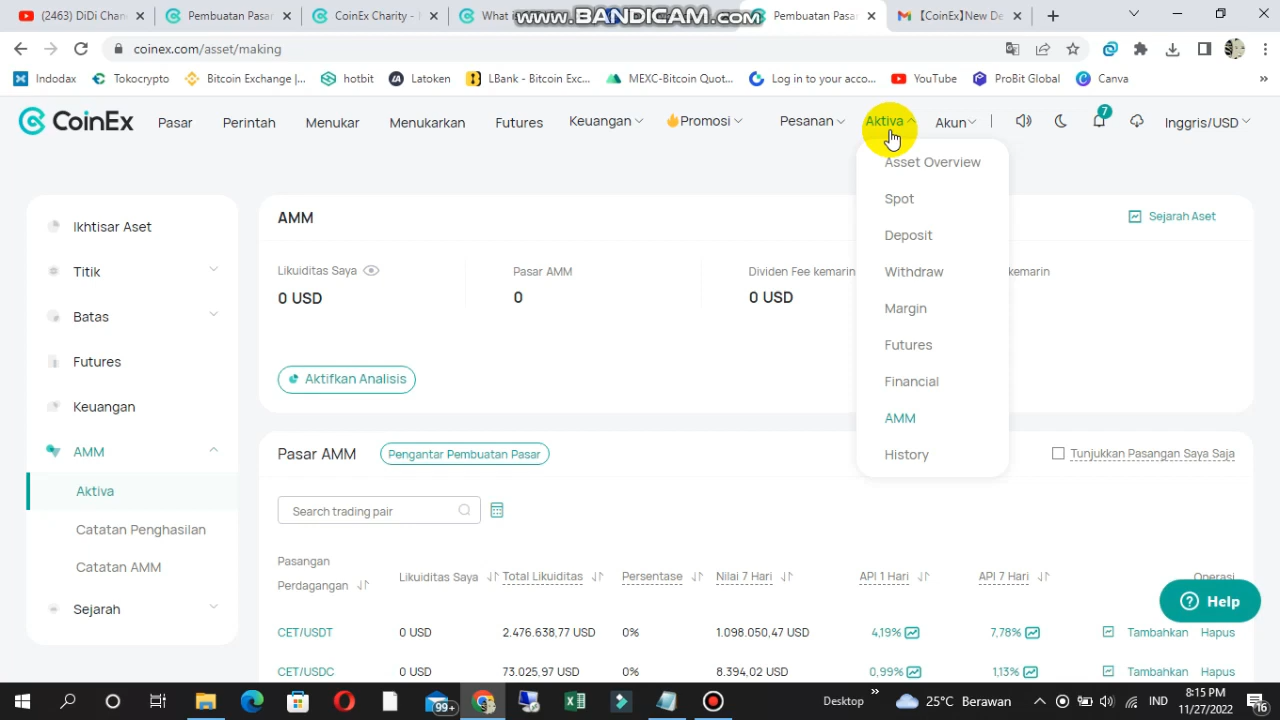 (2463) DiDi Chan
Pembuatan Pasar
CoinEx Charity -
What is
www.BANDICAM.com
Pembuatan Pasar
【CoinEx】New De
coinex.com/asset/making
Indodax
Tokocrypto
Bitcoin Exchange |...
hotbit
Latoken
LBank - Bitcoin Exc...
MEXC-Bitcoin Quot...
Log in to your acco...
YouTube
ProBit Global
Canva
»
CoinEx
Pasar
Perintah
Menukar
Menukarkan
Futures
Keuangan
Promosi
Pesanan
Aktiva
Akun
7
Inggris/USD
Asset Overview
Spot
Deposit
Withdraw
Margin
Futures
Financial
AMM
History
Ikhtisar Aset
Titik
Batas
Futures
Keuangan
AMM
Aktiva
Catatan Penghasilan
Catatan AMM
Sejarah
AMM
Sejarah Aset
Likuiditas Saya
Pasar AMM
Dividen Fee kemarin
kemarin
0 USD
0
0 USD
Aktifkan Analisis
Pasar AMM
Pengantar Pembuatan Pasar
Tunjukkan Pasangan Saya Saja
Search trading pair
Pasangan
Perdagangan
Likuiditas Saya
Total Likuiditas
Persentase
Nilai 7 Hari
API 1 Hari
API 7 Hari
Operasi
CET/USDT
0 USD
2.476.638,77 USD
0%
1.098.050,47 USD
4,19%
7,78%
Tambahkan
Hapus
CET/USDC
0 USD
73.025,97 USD
0%
8.394,02 USD
0,99%
1,13%
Tambahkan
Hapus
Help
99+
Desktop
»
25°C Berawan
IND
8:15 PM
11/27/2022
16